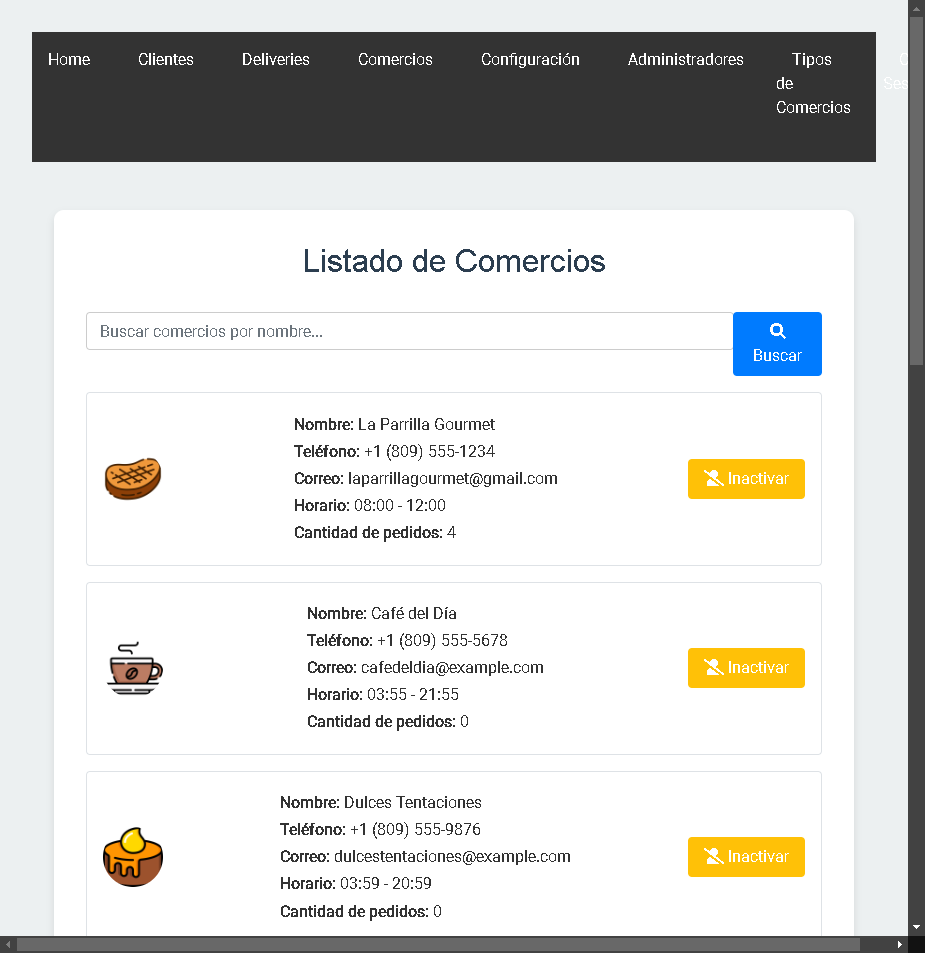 Home Clientes Deliveries Comercios Configuración Administradores Tipos de Comercios
Listado de Comercios
Buscar comercios por nombre...
Buscar
Nombre: La Parrilla Gourmet
Teléfono: +1 (809) 555-1234
Correo: laparrillagourmet@gmail.com
Horario: 08:00 - 12:00
Cantidad de pedidos: 4
Inactivar
Nombre: Café del Día
Teléfono: +1 (809) 555-5678
Correo: cafedeldia@example.com
Horario: 03:55 - 21:55
Cantidad de pedidos: 0
Inactivar
Nombre: Dulces Tentaciones
Teléfono: +1 (809) 555-9876
Correo: dulcestentaciones@example.com
Horario: 03:59 - 20:59
Cantidad de pedidos: 0
Inactivar